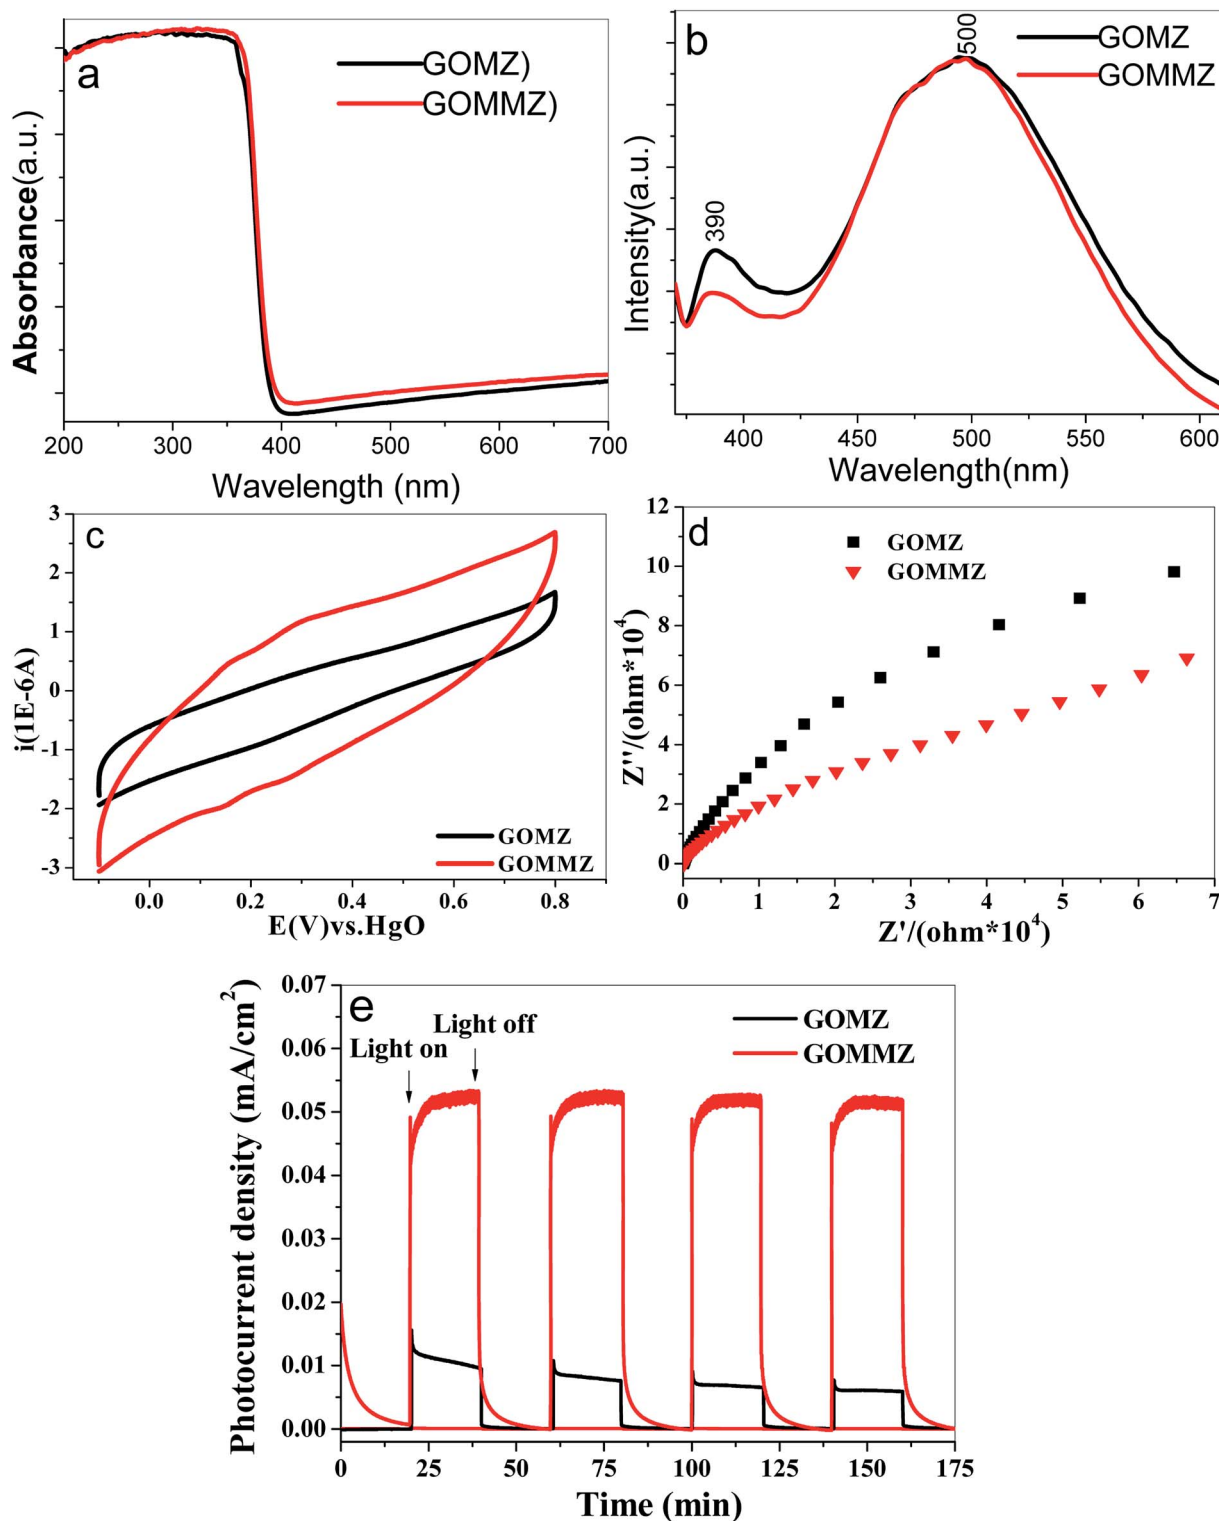 a
GOMZ)
GOMMZ)
Absorbance(a.u.)
200 300 400 500 600 700
Wavelength (nm)
b
500
GOMZ
GOMMZ
390
Intensity(a.u.)
400 450 500 550 600
Wavelength(nm)
c
3
2
1
0
-1
-2
-3
i(1E-6A)
GOMZ
GOMMZ
0.0 0.2 0.4 0.6 0.8
E(V)vs.HgO
d
12
10
8
6
4
2
0
Z''/(ohm*10^4)
GOMZ
GOMMZ
0 1 2 3 4 5 6 7
Z'/(ohm*10^4)
e
0.07
0.06
0.05
0.04
0.03
0.02
0.01
0.00
Photocurrent density (mA/cm²)
Light off
Light on
GOMZ
GOMMZ
0 25 50 75 100 125 150 175
Time (min)